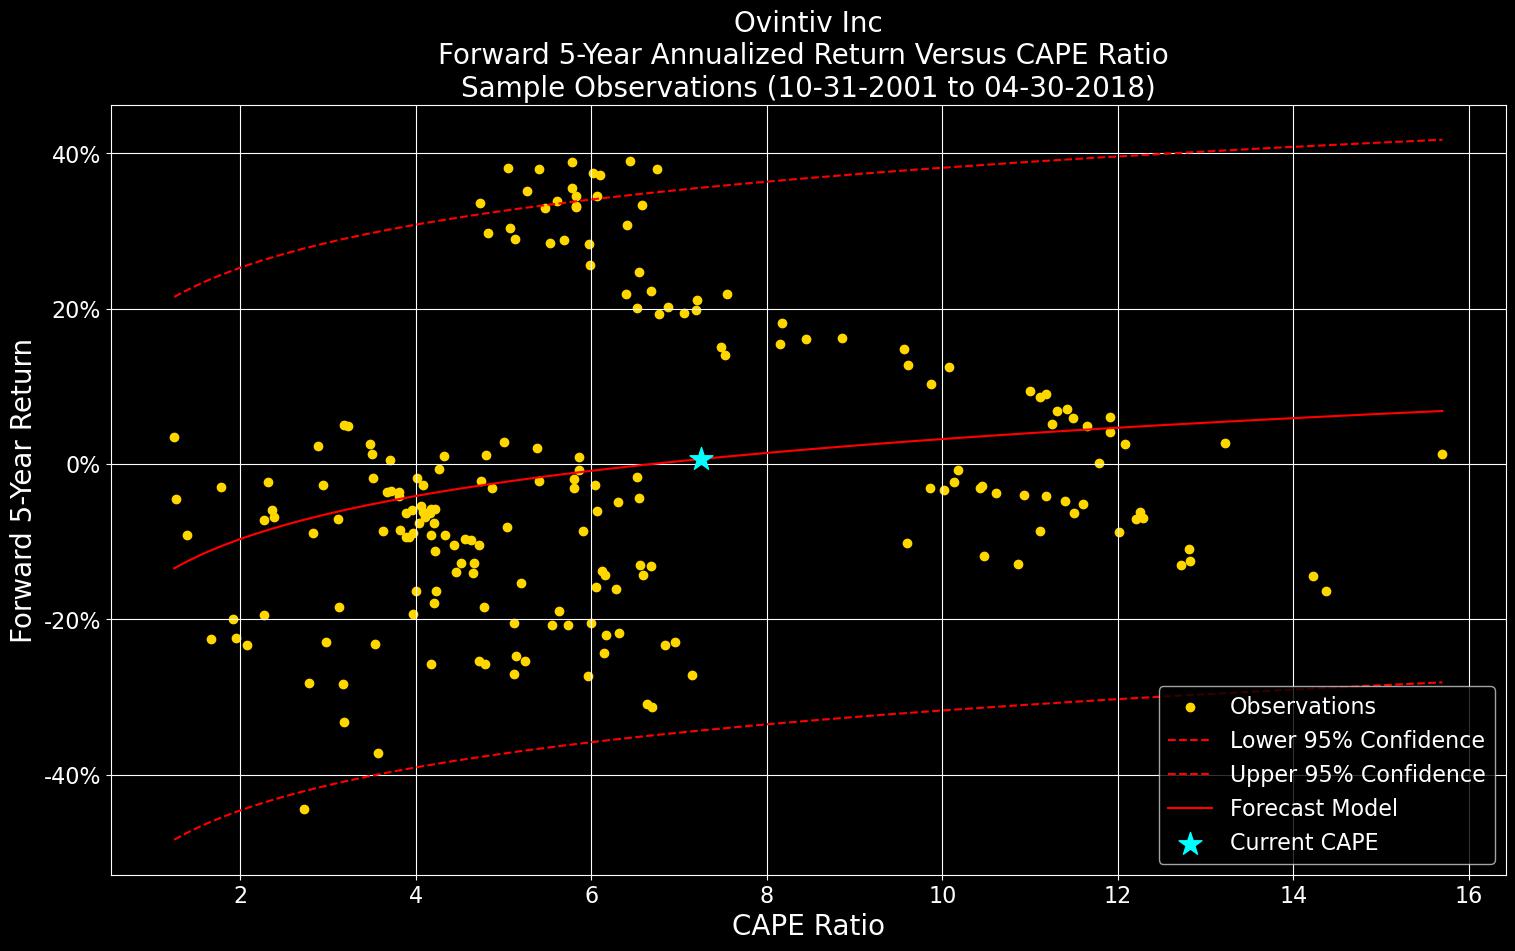 Ovintiv Inc
Forward 5-Year Annualized Return Versus CAPE Ratio
Sample Observations (10-31-2001 to 04-30-2018)
Forward 5-Year Return
40%
20%
0%
-20%
-40%
Observations
Lower 95% Confidence
Upper 95% Confidence
Forecast Model
Current CAPE
2 4 6 8 10 12 14 16
CAPE Ratio